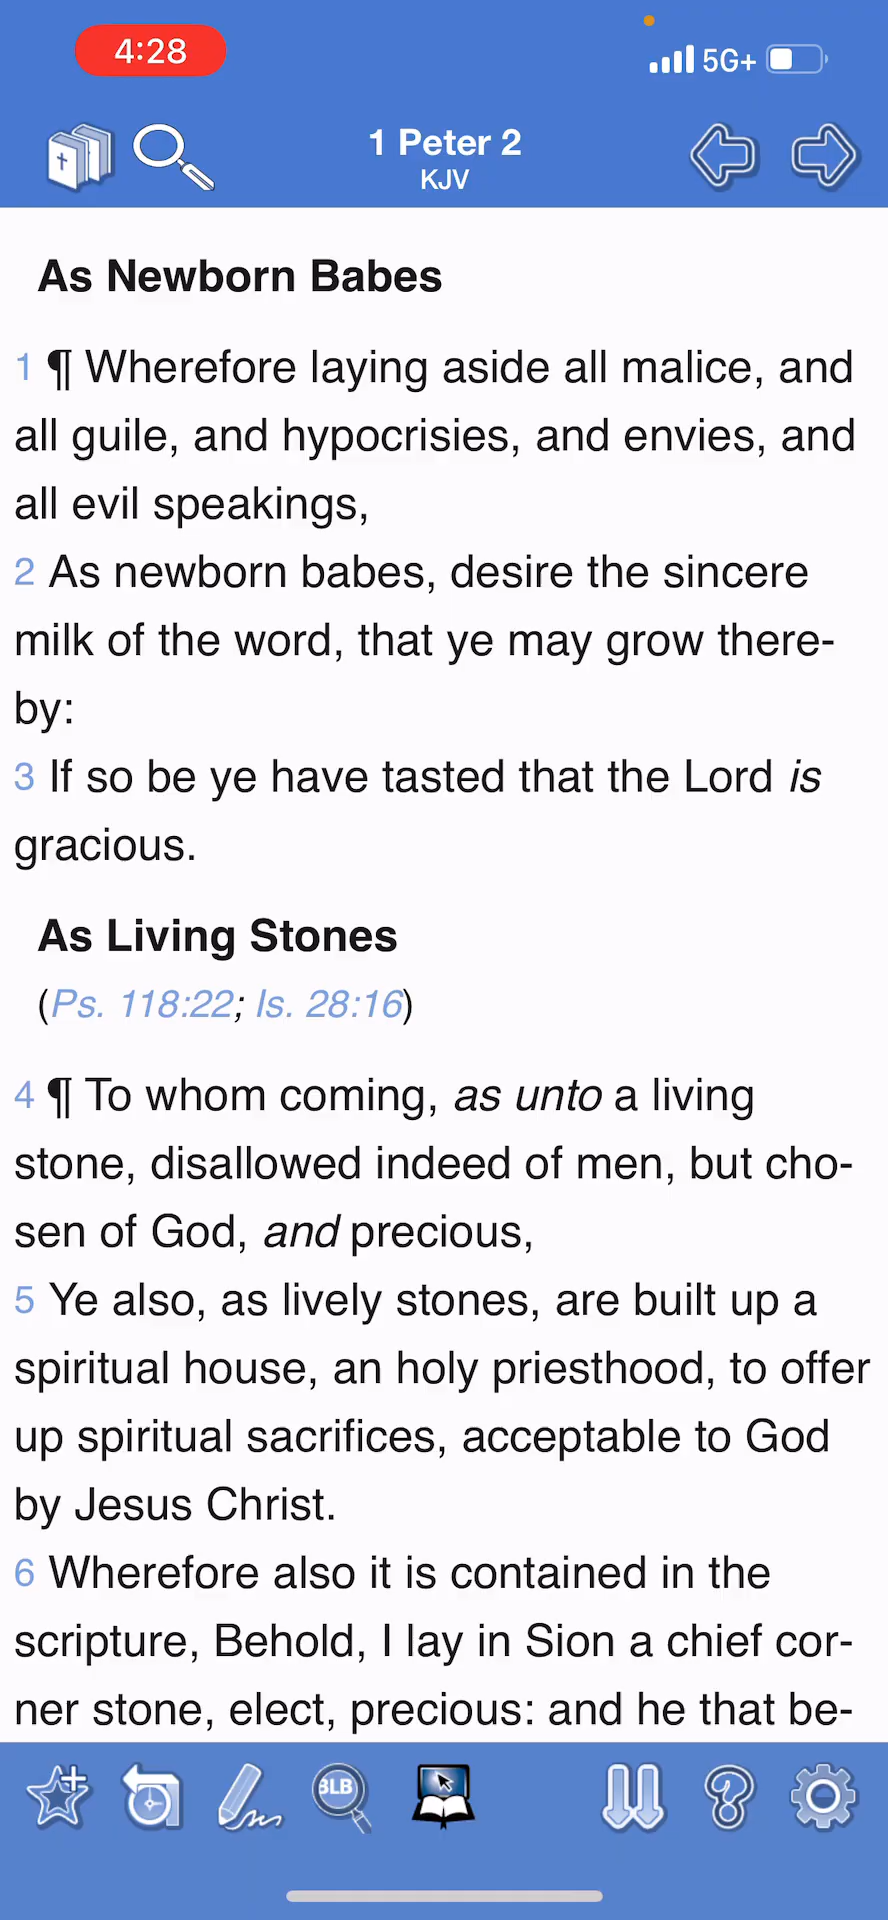 4:28
5G+
1 Peter 2
KJV
As Newborn Babes
1 ¶ Wherefore laying aside all malice, and
all guile, and hypocrisies, and envies, and
all evil speakings,
2 As newborn babes, desire the sincere
milk of the word, that ye may grow there-
by:
3 If so be ye have tasted that the Lord is
gracious.
As Living Stones
(Ps. 118:22; Is. 28:16)
4 ¶ To whom coming, as unto a living
stone, disallowed indeed of men, but cho-
sen of God, and precious,
5 Ye also, as lively stones, are built up a
spiritual house, an holy priesthood, to offer
up spiritual sacrifices, acceptable to God
by Jesus Christ.
6 Wherefore also it is contained in the
scripture, Behold, I lay in Sion a chief cor-
ner stone, elect, precious: and he that be-
BLB